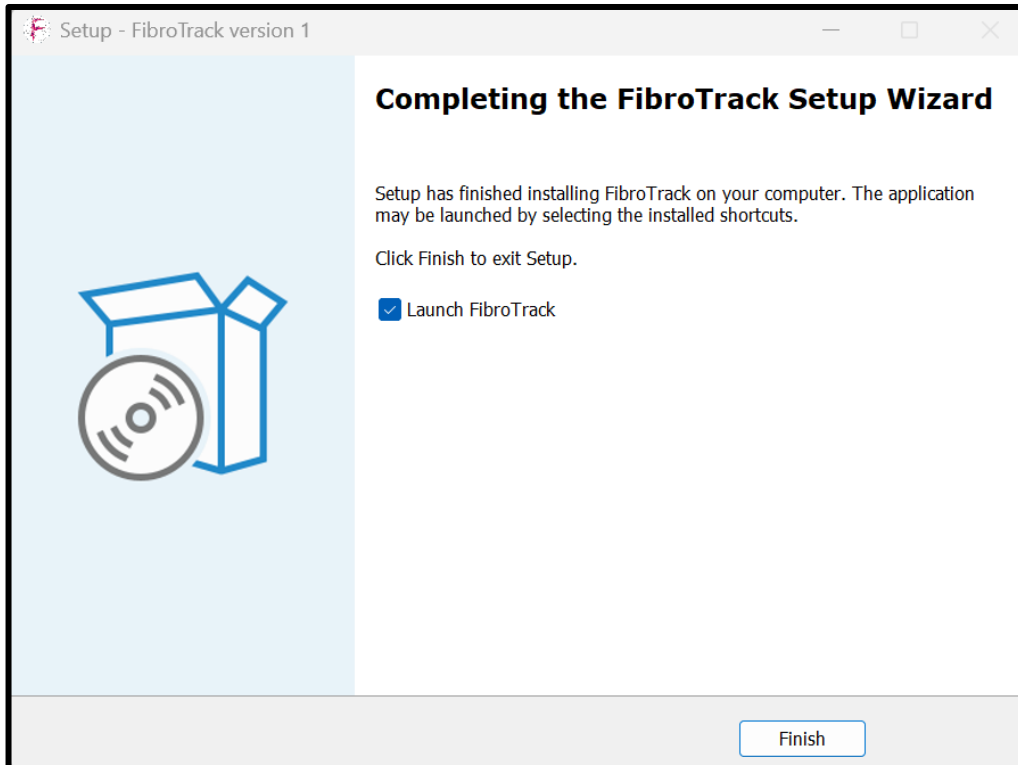 Setup - FibroTrack version 1
Completing the FibroTrack Setup Wizard
Setup has finished installing FibroTrack on your computer. The application
may be launched by selecting the installed shortcuts.
Click Finish to exit Setup.
Launch FibroTrack
Finish